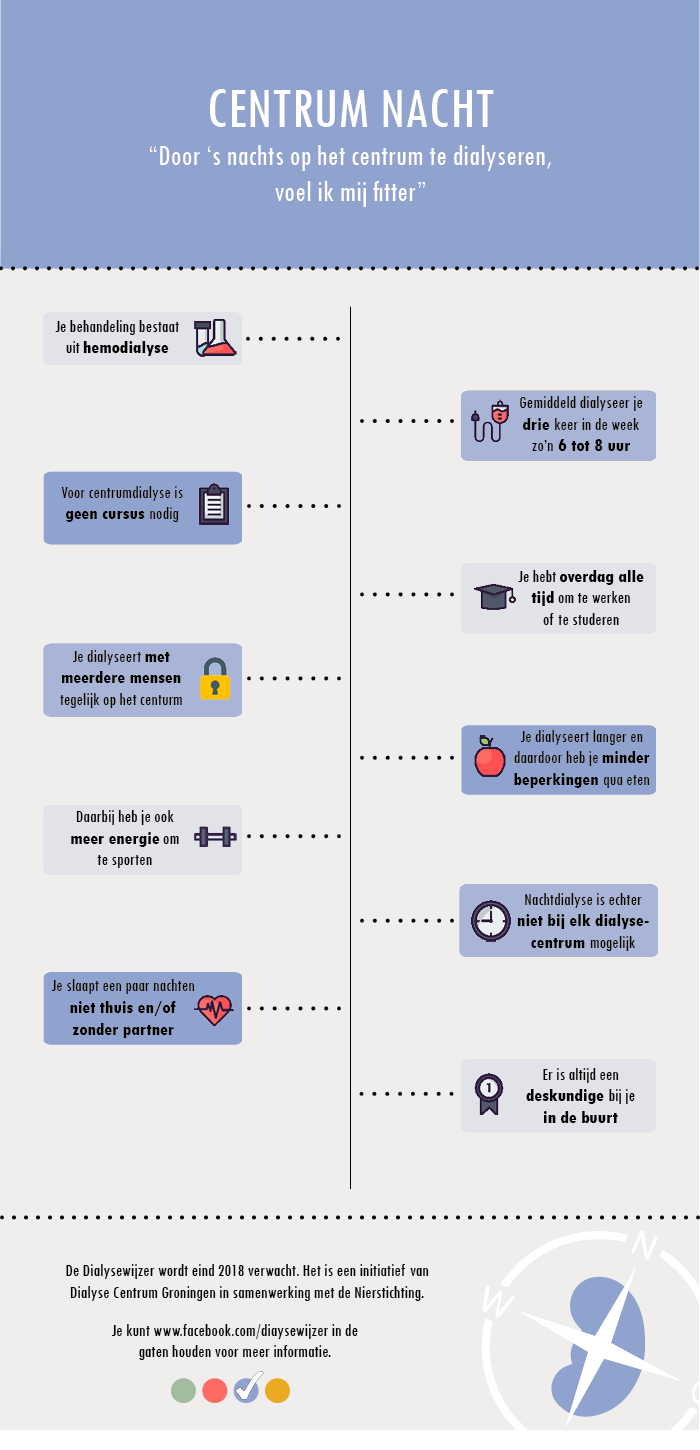 CENTRUM NACHT
“Door ‘s nachts op het centrum te dialyseren,
voel ik mij fitter”
Je behandeling bestaat
uit hemodialyse
Gemiddeld dialyseer je
drie keer in de week
zo'n 6 tot 8 uur
Voor centrumdialyse is
geen cursus nodig
Je hebt overdag alle
tijd om te werken
of te studeren
Je dialyseert met
meerdere mensen
tegelijk op het centurm
Je dialyseert langer en
daardoor heb je minder
beperkingen qua eten
Daarbij heb je ook
meer energie om
te sporten
Nachtdialyse is echter
niet bij elk dialyse-
centrum mogelijk
Je slaapt een paar nachten
niet thuis en/of
zonder partner
1
Er is altijd een
deskundige bij je
in de buurt
De Dialysewijzer wordt eind 2018 verwacht. Het is een initiatief van
Dialyse Centrum Groningen in samenwerking met de Nierstichting.
Je kunt www.facebook.com/diaysewijzer in de
gaten houden voor meer informatie.
N
W
O